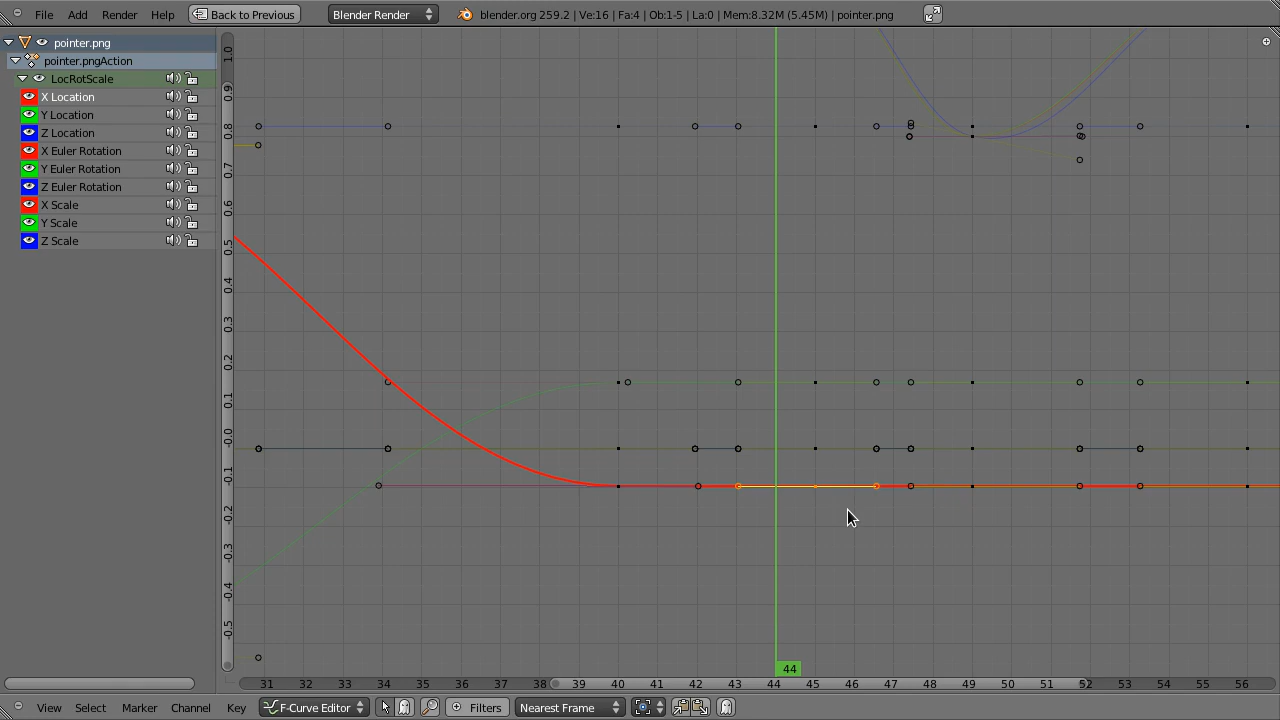 File Add Render Help Back to Previous Blender Render blender.org 259.2 | Ve:16 | Fa:4 | Ob:1-5 | La:0 | Mem:8.32M (5.45M) | pointer.png
pointer.png
pointer.pngAction
LocRotScale
X Location
Y Location
Z Location
X Euler Rotation
Y Euler Rotation
Z Euler Rotation
X Scale
Y Scale
Z Scale
1.0
0.9
0.8
0.7
0.6
0.5
0.4
0.3
0.2
0.1
-0.0
-0.1
-0.2
-0.3
-0.4
-0.5
44
31 32 33 34 35 36 37 38 39 40 41 42 43 44 45 46 47 48 49 50 51 52 53 54 55 56
View Select Marker Channel Key F-Curve Editor Filters Nearest Frame